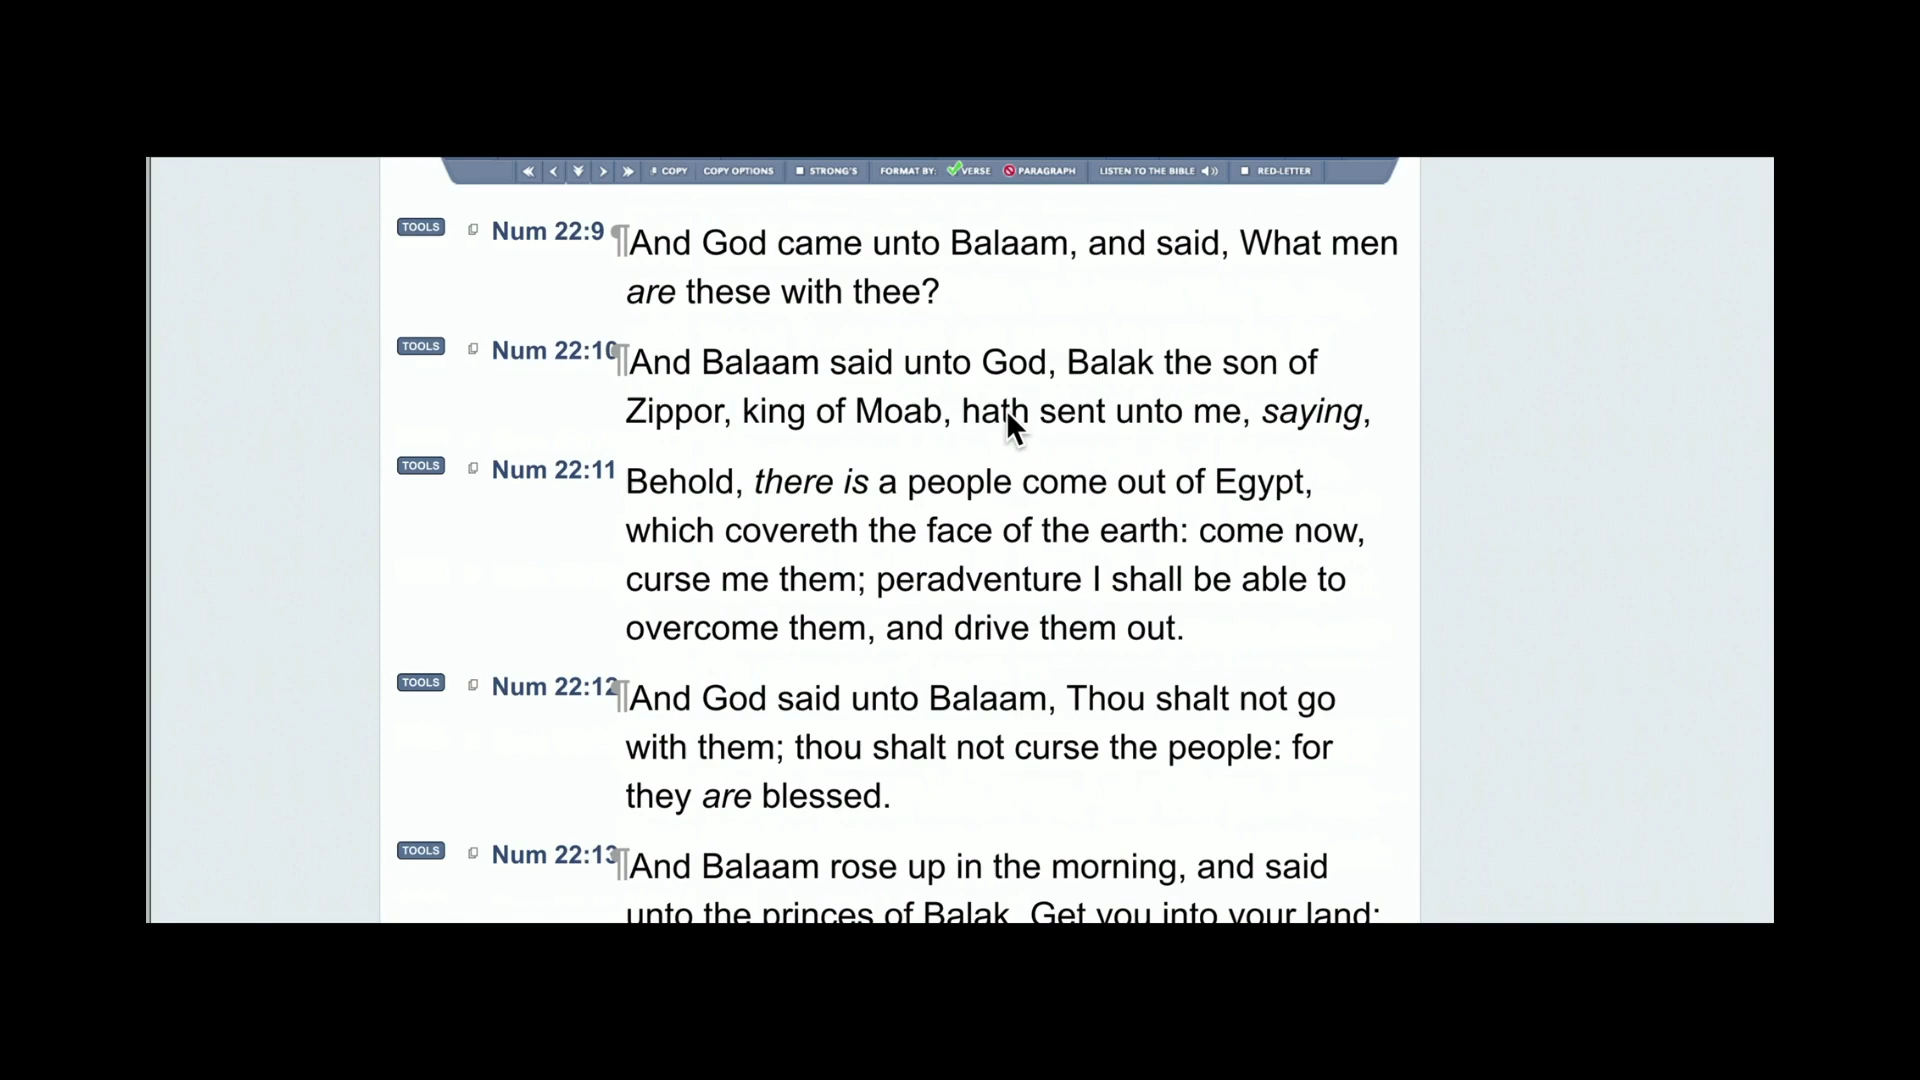 COPY COPY OPTIONS STRONG'S FORMAT BY: VERSE PARAGRAPH LISTEN TO THE BIBLE RED-LETTER
TOOLS Num 22:9 ¶And God came unto Balaam, and said, What men
are these with thee?
TOOLS Num 22:10 ¶And Balaam said unto God, Balak the son of
Zippor, king of Moab, hath sent unto me, saying,
TOOLS Num 22:11 Behold, there is a people come out of Egypt,
which covereth the face of the earth: come now,
curse me them; peradventure I shall be able to
overcome them, and drive them out.
TOOLS Num 22:12 ¶And God said unto Balaam, Thou shalt not go
with them; thou shalt not curse the people: for
they are blessed.
TOOLS Num 22:13 ¶And Balaam rose up in the morning, and said
unto the princes of Balak, Get you into your land: